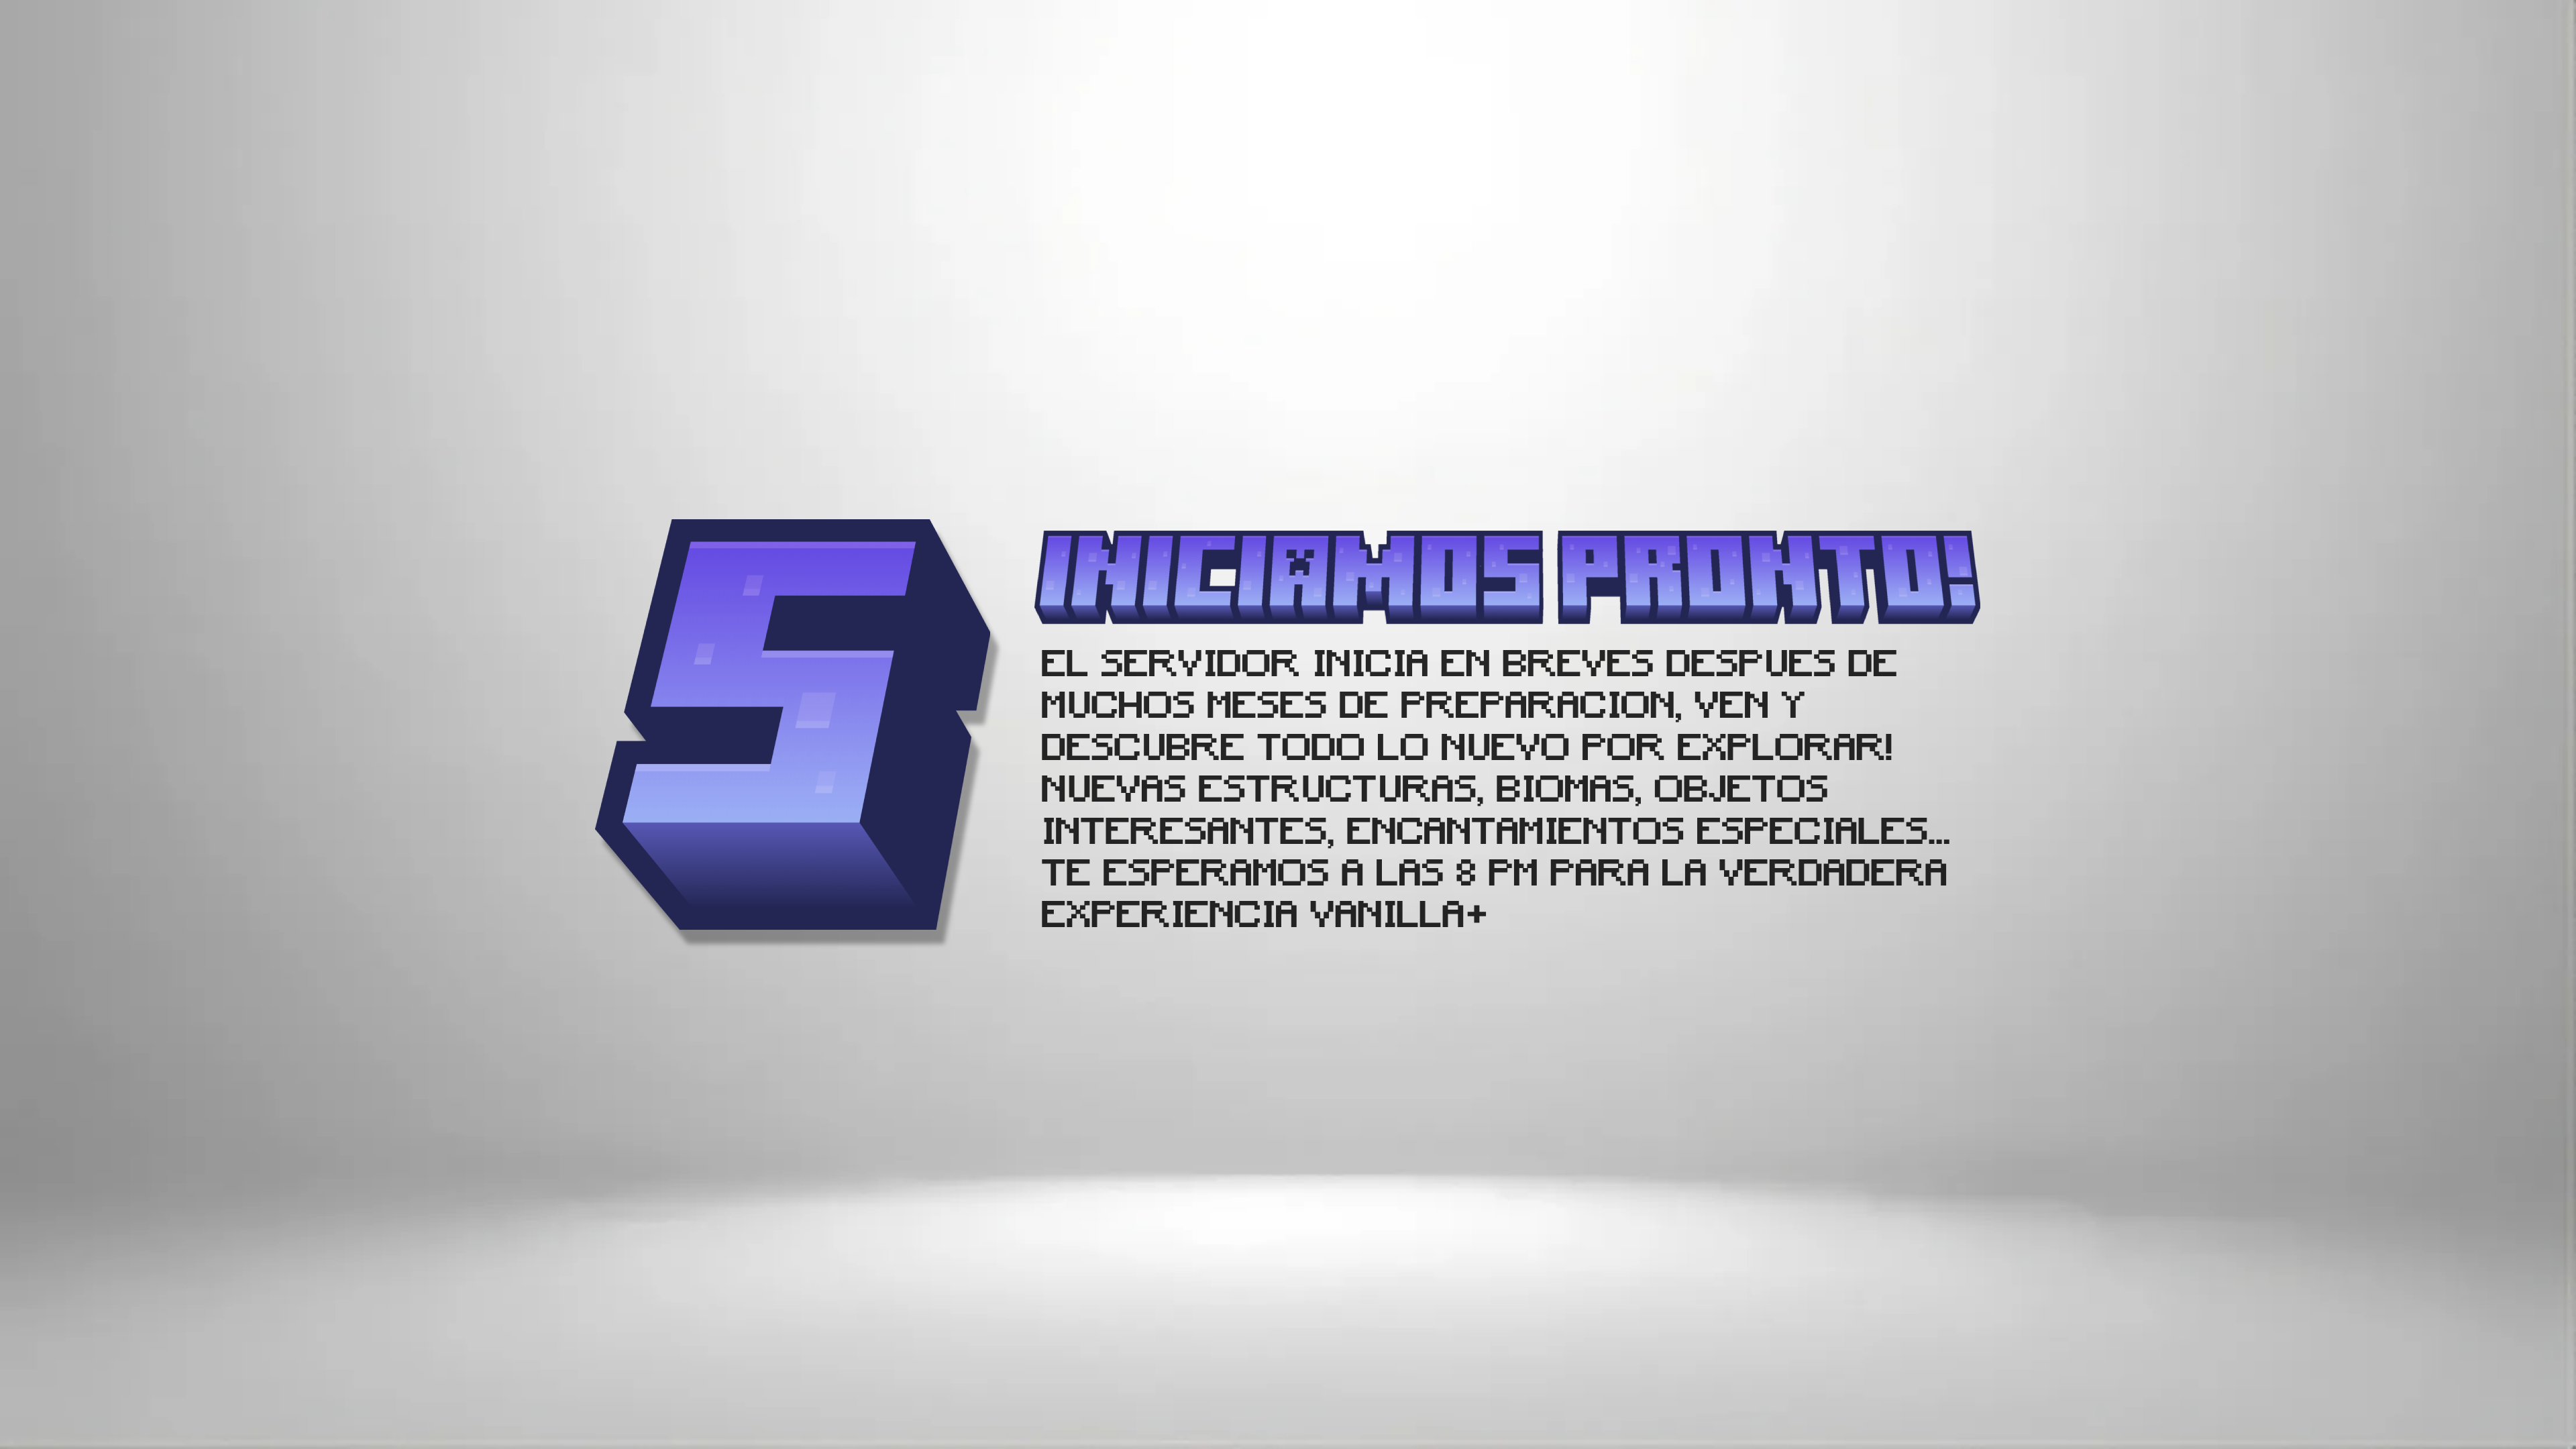 S
INICIAMOS PRONTO!
EL SERVIDOR INICIA EN BREVES DESPUES DE
MUCHOS MESES DE PREPARACION, VEN Y
DESCUBRE TODO LO NUEVO POR EXPLORAR!
NUEVAS ESTRUCTURAS, BIOMAS, OBJETOS
INTERESANTES, ENCANTAMIENTOS ESPECIALES...
TE ESPERAMOS A LAS 8 PM PARA LA VERDADERA
EXPERIENCIA VANILLA+